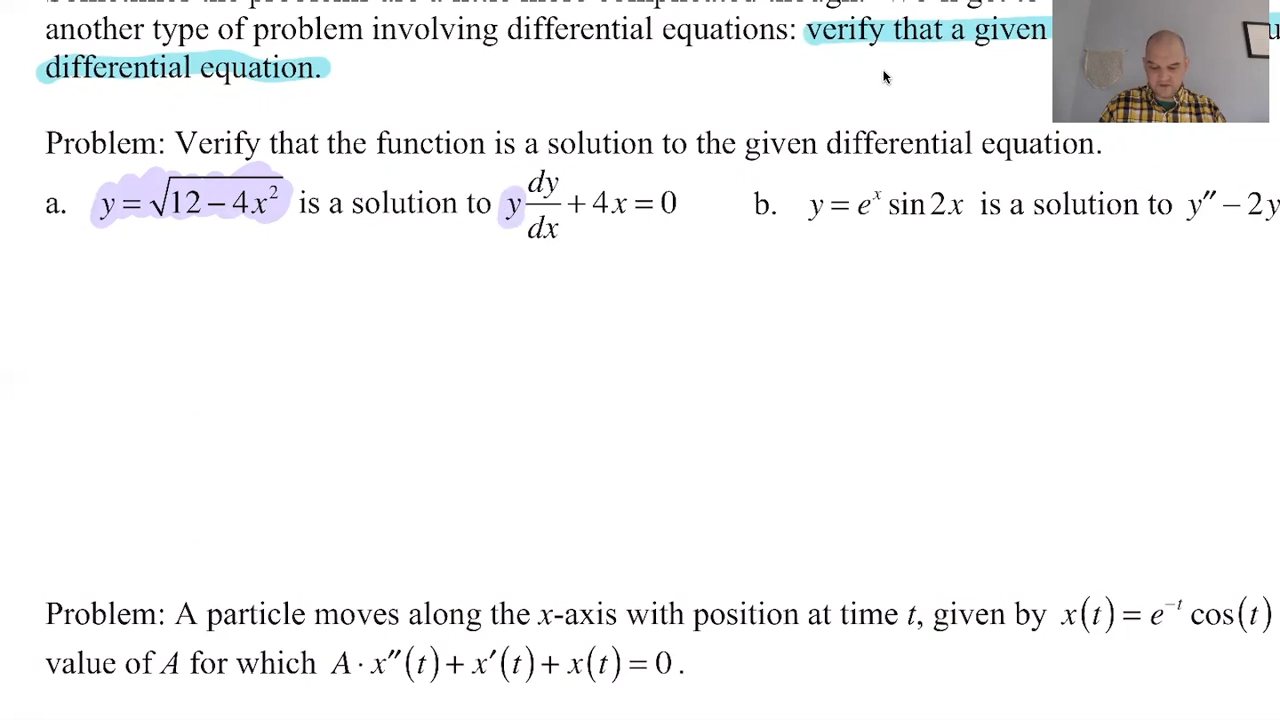 another type of problem involving differential equations: verify that a given
differential equation.
Problem: Verify that the function is a solution to the given differential equation.
a. y = √(12 − 4x²) is a solution to y dy/dx + 4x = 0 b. y = eˣ sin 2x is a solution to y″ − 2y
Problem: A particle moves along the x-axis with position at time t, given by x(t) = e⁻ᵗ cos(t)
value of A for which A · x″(t) + x′(t) + x(t) = 0.